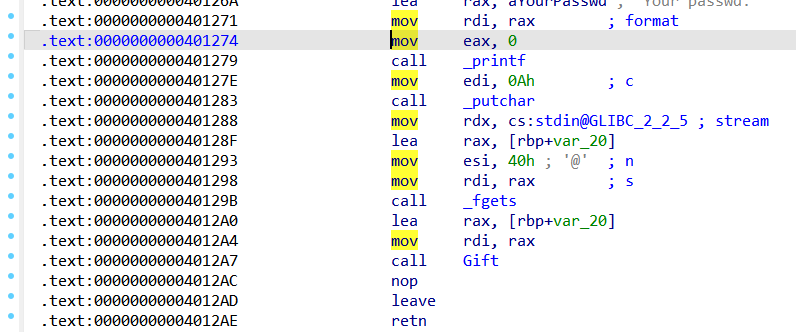 .text:000000000040126A lea rax, aYourPasswd ; "Your passwd:
.text:0000000000401271 mov rdi, rax ; format
.text:0000000000401274 mov eax, 0
.text:0000000000401279 call _printf
.text:000000000040127E mov edi, 0Ah ; c
.text:0000000000401283 call _putchar
.text:0000000000401288 mov rdx, cs:stdin@GLIBC_2_2_5 ; stream
.text:000000000040128F lea rax, [rbp+var_20]
.text:0000000000401293 mov esi, 40h ; '@' ; n
.text:0000000000401298 mov rdi, rax ; s
.text:000000000040129B call _fgets
.text:00000000004012A0 lea rax, [rbp+var_20]
.text:00000000004012A4 mov rdi, rax
.text:00000000004012A7 call Gift
.text:00000000004012AC nop
.text:00000000004012AD leave
.text:00000000004012AE retn